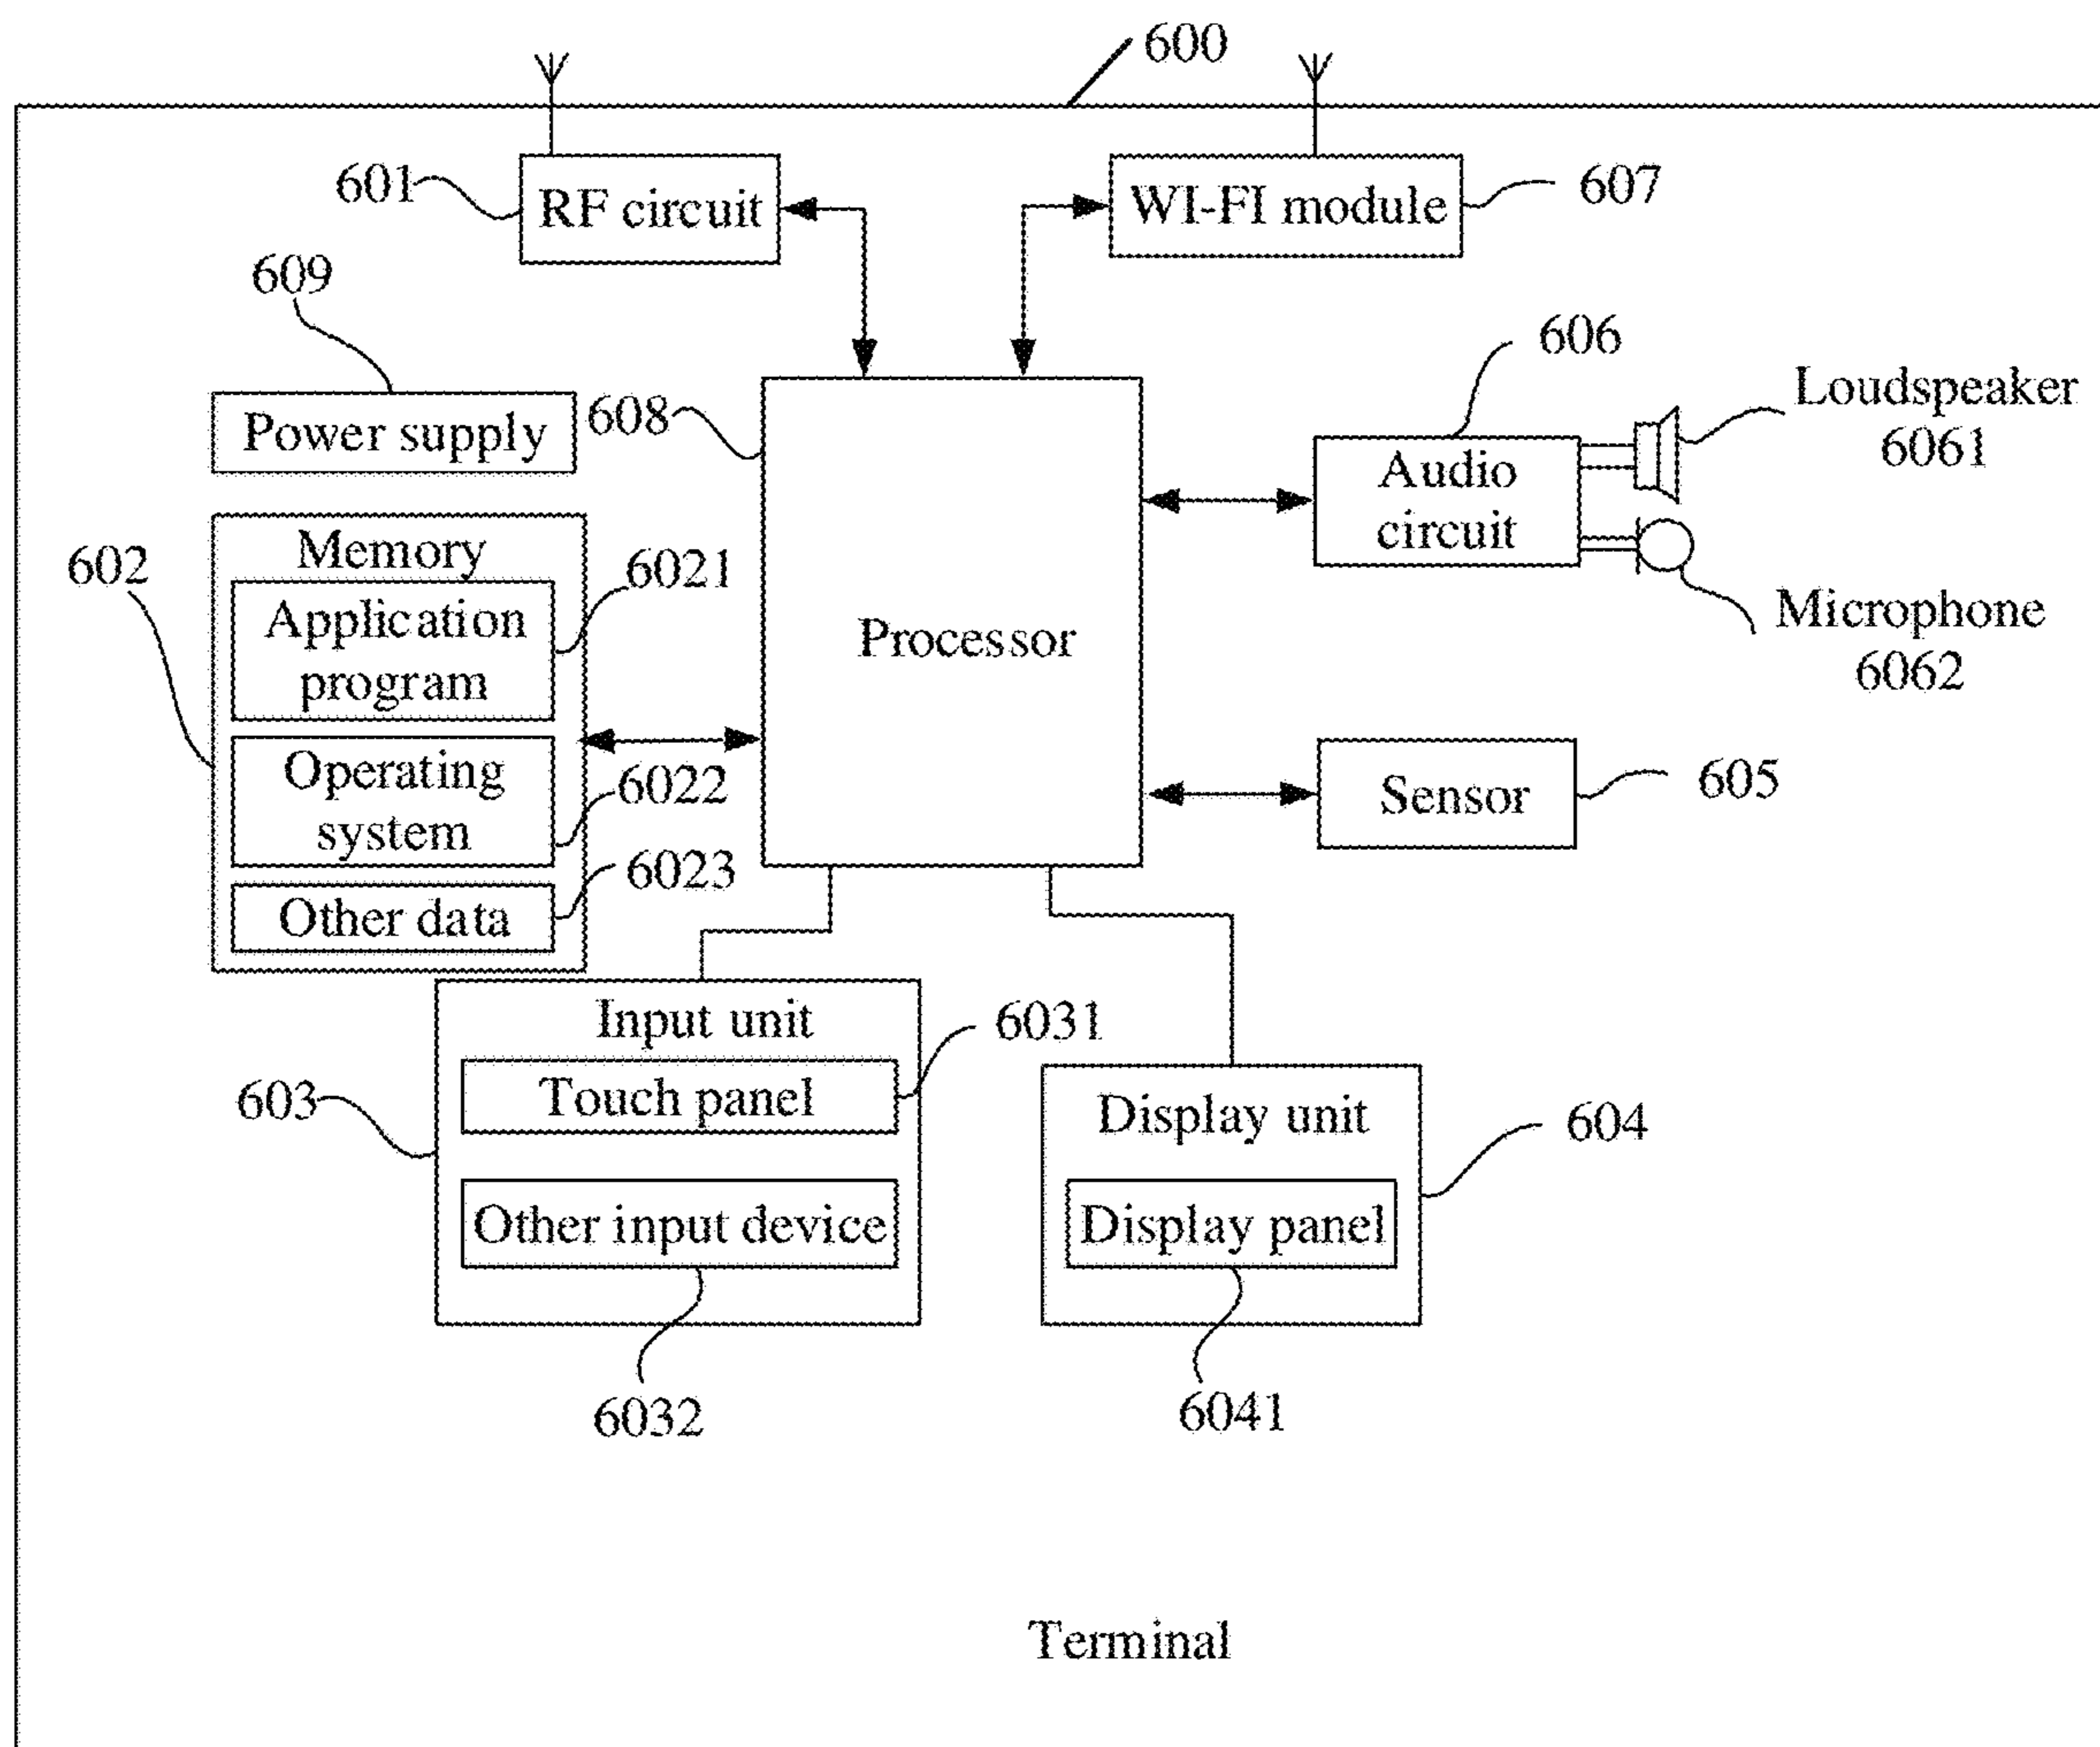 600
601
RF circuit
WI-FI module
607
609
Power supply
608
606
Loudspeaker
6061
Audio
circuit
Microphone
6062
602
Memory
6021
Application
program
Operating
system
6022
6023
Other data
Processor
Sensor
605
Input unit
6031
603
Touch panel
Other input device
6032
Display unit
604
Display panel
6041
Terminal